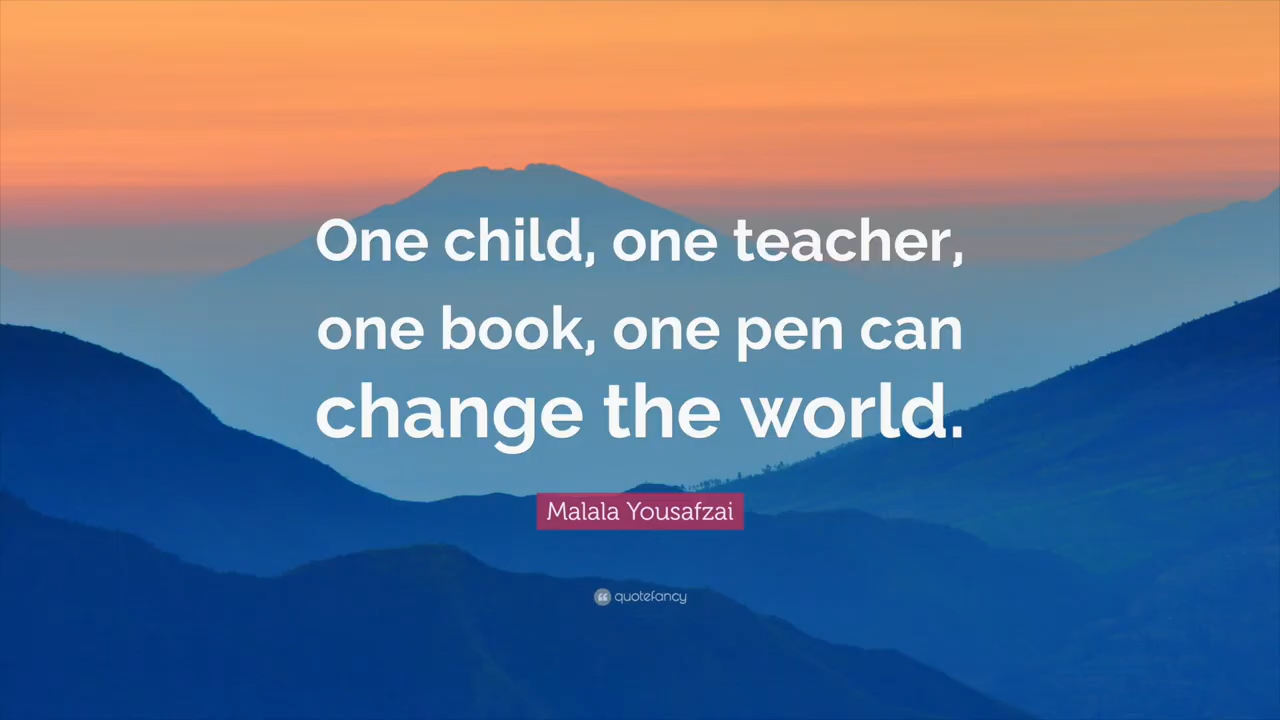 One child, one teacher,
one book, one pen can
change the world.
Malala Yousafzai
quotefancy